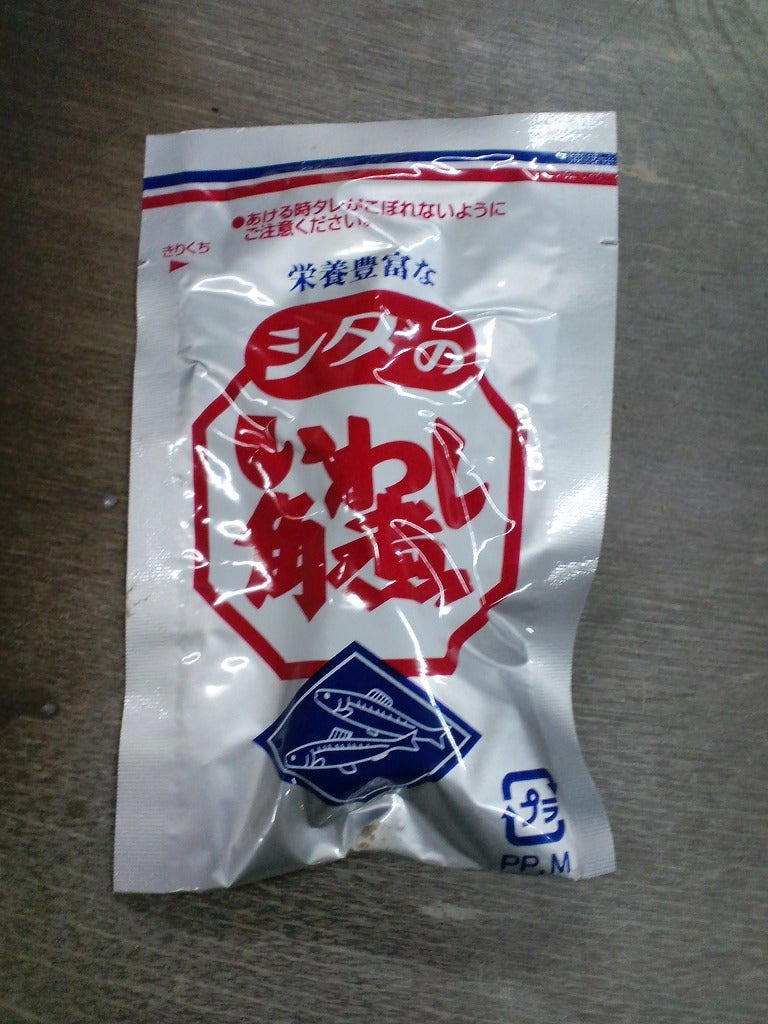 ●あける時タレがこぼれないように
ご注意ください。
きりくち
栄養豊富な
シダの
いわし
角の煮
プラ
PP,M